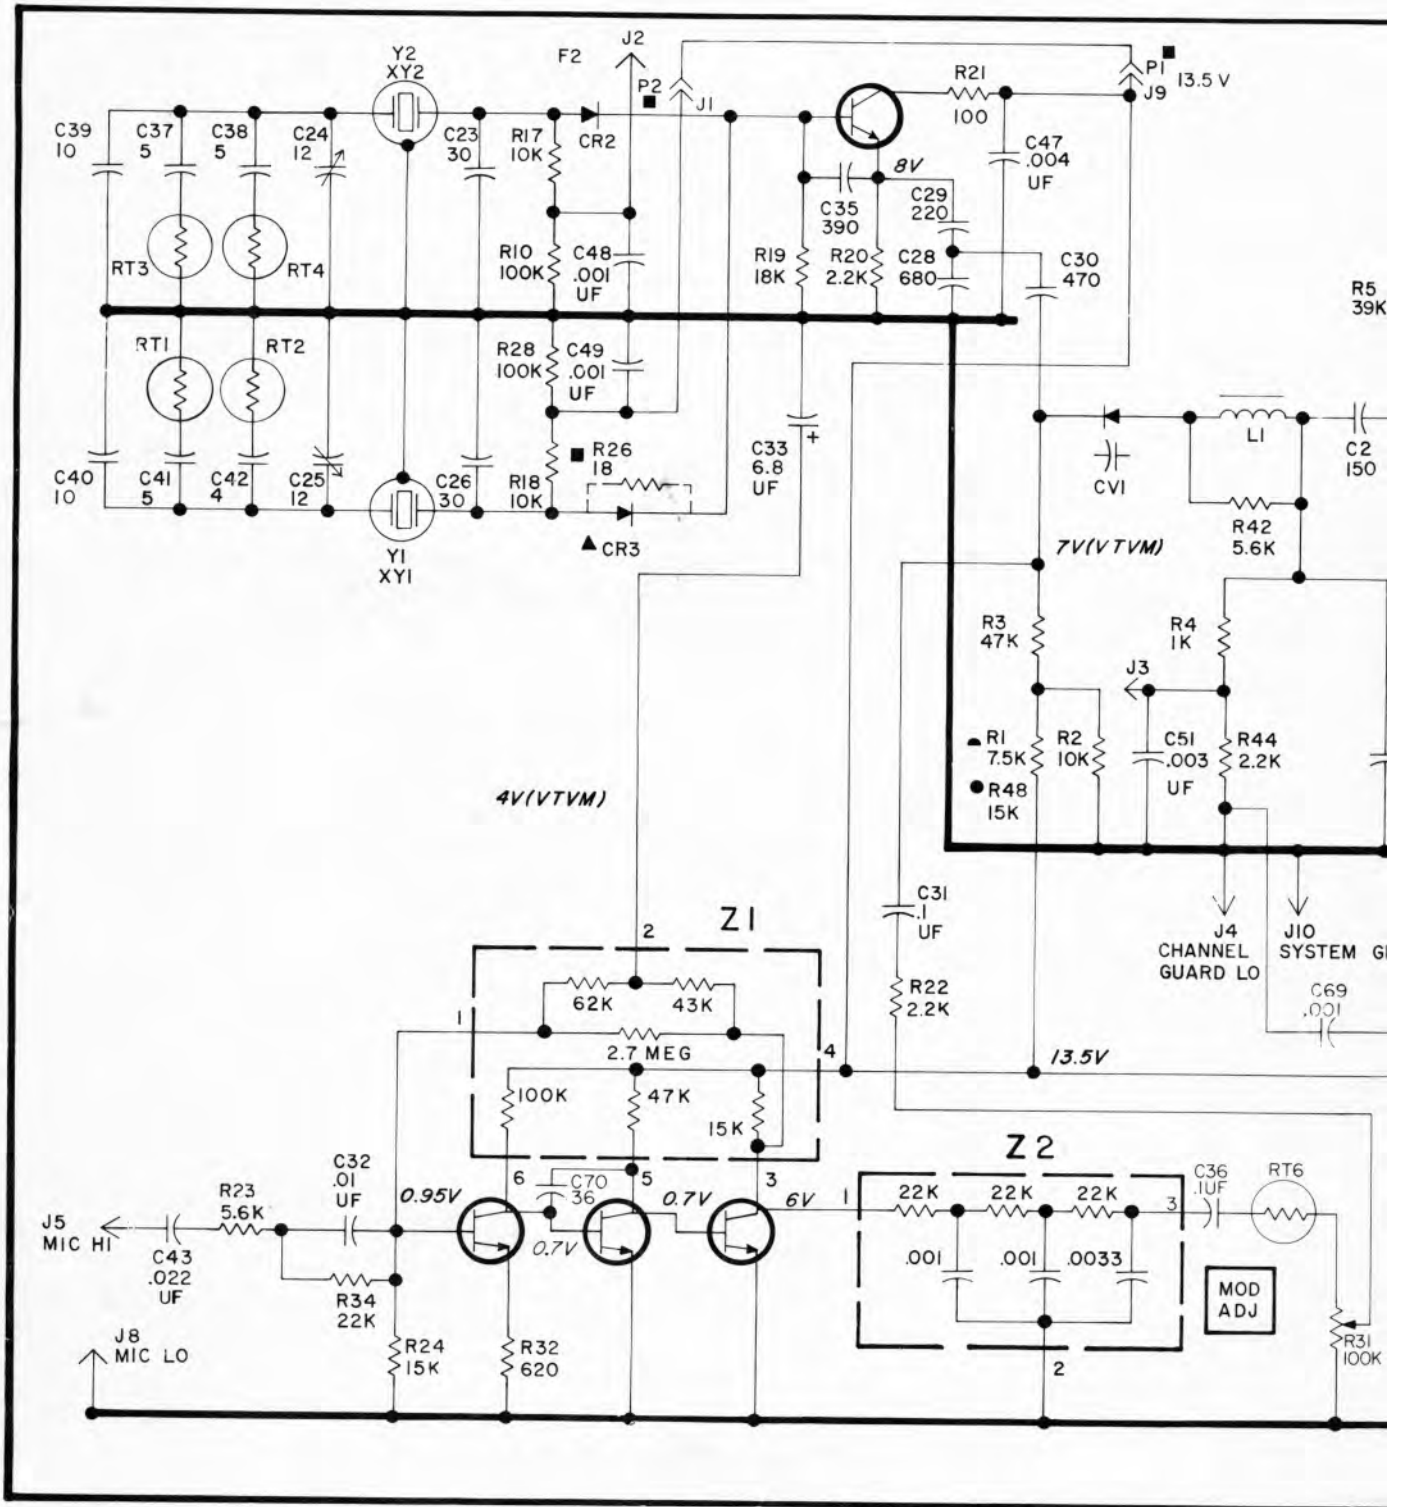 Y2
XY2
F2
J2
P2
J1
P1
J9
13.5 V
R21
100
C39
10
C37
5
C38
5
C24
12
C23
30
R17
10K
CR2
C47
.004
UF
8V
C35
390
C29
220
RT3
RT4
R10
100K
C48
.001
UF
R19
18K
R20
2.2K
C28
680
C30
470
R5
39K
RT1
RT2
R28
100K
C49
.001
UF
L1
C2
150
C40
10
C41
5
C42
4
C25
12
C26
30
R18
10K
R26
18
C33
6.8
UF
+
CV1
R42
5.6K
Y1
XY1
CR3
7V(VTVM)
R3
47K
R4
1K
J3
R1
7.5K
R48
15K
R2
10K
C51
.003
UF
R44
2.2K
4V(VTVM)
C31
.1
UF
J4
CHANNEL
GUARD LO
J10
SYSTEM
Z1
2
62K
43K
1
2.7 MEG
4
R22
2.2K
C69
.001
13.5V
100K
47K
15K
Z2
C32
.01
UF
6
C70
36
5
3
R23
5.6K
0.95V
0.7V
6V
1
22K
22K
22K
3
C36
.1UF
RT6
J5
MIC HI
C43
.022
UF
0.7V
.001
.001
.0033
R34
22K
MOD
ADJ
J8
MIC LO
R24
15K
R32
620
2
R31
100K